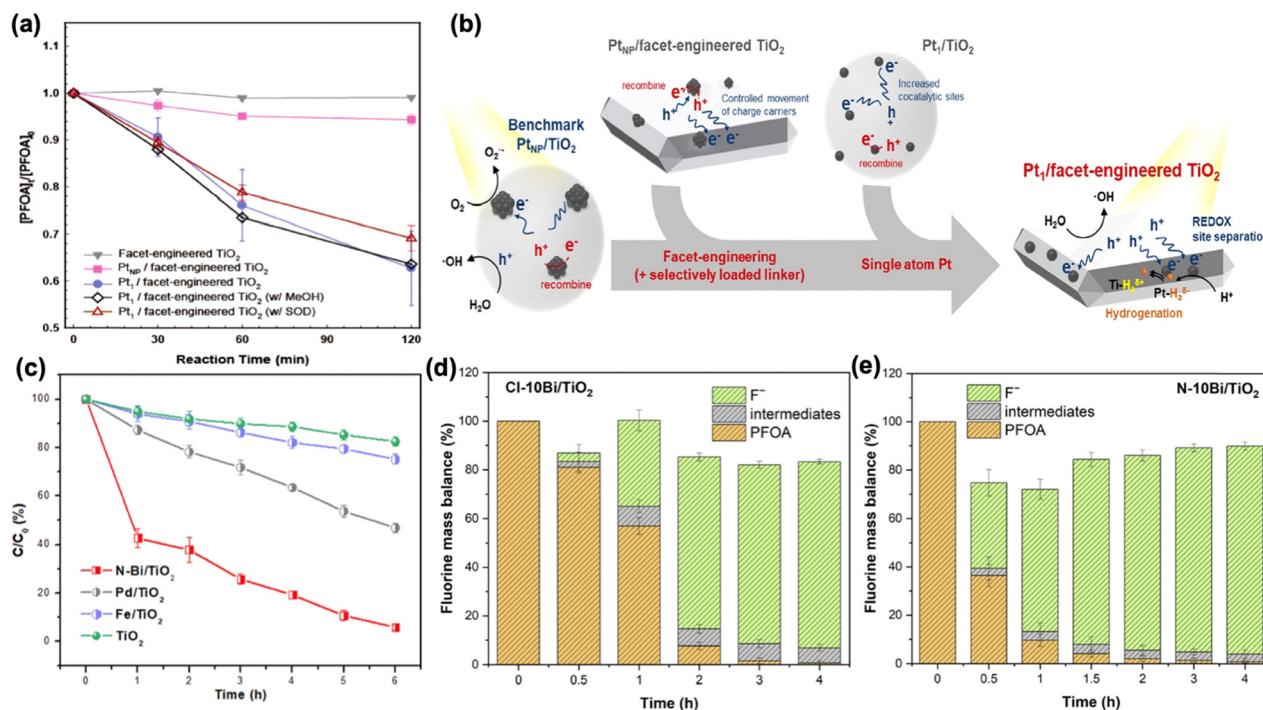 (a)
1.1
1.0
0.9
0.8
0.7
0.6
0.5
[PFOA]t/[PFOA]0
Facet-engineered TiO2
PtNP / facet-engineered TiO2
Pt1 / facet-engineered TiO2
Pt1 / facet-engineered TiO2 (w/ MeOH)
Pt1 / facet-engineered TiO2 (w/ SOD)
0 30 60 90 120
Reaction Time (min)
(b)
PtNP/facet-engineered TiO2
recombine
e-
h+
h+
Controlled movement
of charge carriers
e- e-
Pt1/TiO2
e-
Increased
cocatalytic sites
e-
h
+
e- h+
recombine
Benchmark
PtNP/TiO2
O2·-
O2
e-
·OH
h+
h+
e-
recombine
H2O
Facet-engineering
(+ selectively loaded linker)
Single atom Pt
Pt1/facet-engineered TiO2
·OH
H2O
h+ h+ h+
REDOX
site separation
e- e- e-
Ti-Haδ+
Pt-Haδ-
H+
Hydrogenation
(c)
100
80
60
40
20
0
C/C0 (%)
N-Bi/TiO2
Pd/TiO2
Fe/TiO2
TiO2
0 1 2 3 4 5 6
Time (h)
(d)
120
100
80
60
40
20
0
Fluorine mass balance (%)
Cl-10Bi/TiO2
F−
intermediates
PFOA
0 0.5 1 2 3 4
Time (h)
(e)
120
100
80
60
40
20
0
Fluorine mass balance (%)
F−
N-10Bi/TiO2
intermediates
PFOA
0 0.5 1 1.5 2 3 4
Time (h)